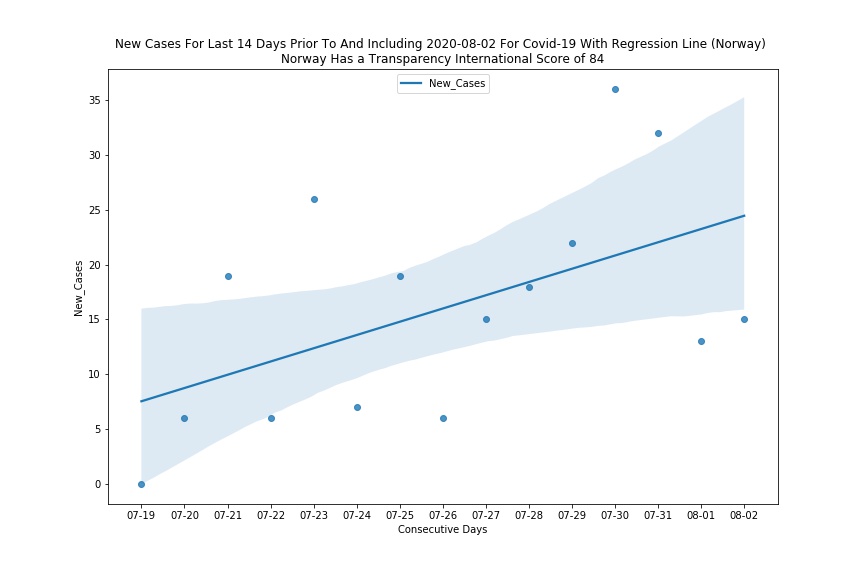 New Cases For Last 14 Days Prior To And Including 2020-08-02 For Covid-19 With Regression Line (Norway)
Norway Has a Transparency International Score of 84
New_Cases
35
30
25
20
15
10
5
0
New_Cases
07-19 07-20 07-21 07-22 07-23 07-24 07-25 07-26 07-27 07-28 07-29 07-30 07-31 08-01 08-02
Consecutive Days